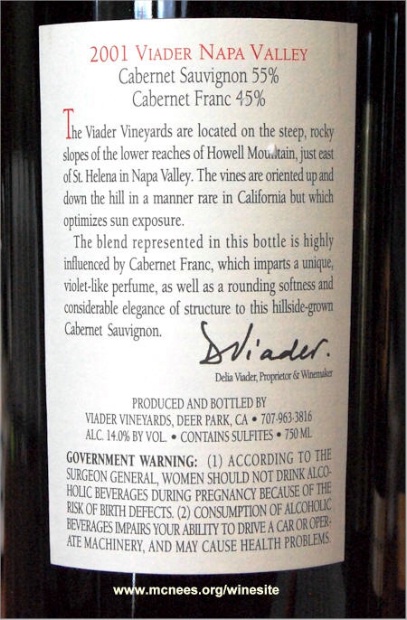 2001 VIADER NAPA VALLEY
Cabernet Sauvignon 55%
Cabernet Franc 45%
The Viader Vineyards are located on the steep, rocky
slopes of the lower reaches of Howell Mountain, just east
of St. Helena in Napa Valley. The vines are oriented up and
down the hill in a manner rare in California but which
optimizes sun exposure.
The blend represented in this bottle is highly
influenced by Cabernet Franc, which imparts a unique,
violet-like perfume, as well as a rounding softness and
considerable elegance of structure to this hillside-grown
Cabernet Sauvignon.
DViader.
Delia Viader, Proprietor & Winemaker
PRODUCED AND BOTTLED BY
VIADER VINEYARDS, DEER PARK, CA • 707-963-3816
ALC. 14.0% BY VOL. • CONTAINS SULFITES • 750 ML
GOVERNMENT WARNING: (1) ACCORDING TO THE
SURGEON GENERAL, WOMEN SHOULD NOT DRINK ALCO-
HOLIC BEVERAGES DURING PREGNANCY BECAUSE OF THE
RISK OF BIRTH DEFECTS. (2) CONSUMPTION OF ALCOHOLIC
BEVERAGES IMPAIRS YOUR ABILITY TO DRIVE A CAR OR OPER-
ATE MACHINERY, AND MAY CAUSE HEALTH PROBLEMS.
www.mcnees.org/winesite